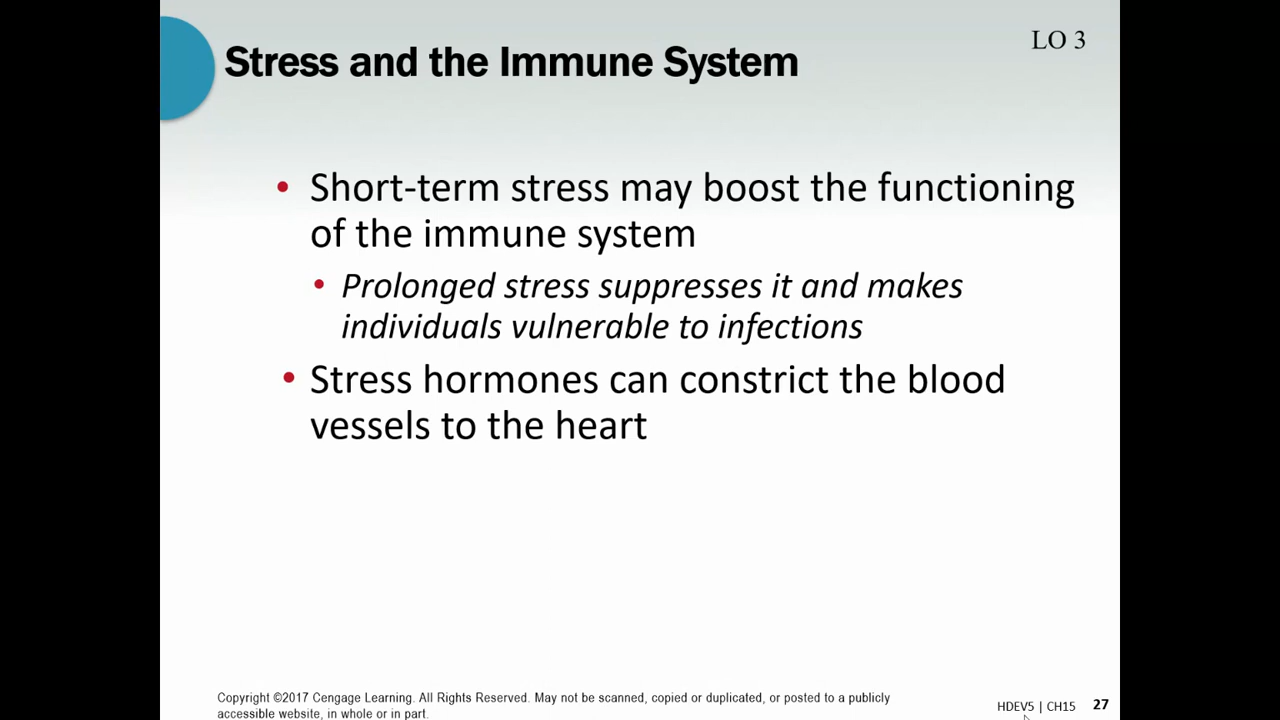 LO 3
Stress and the Immune System
• Short-term stress may boost the functioning
of the immune system
• Prolonged stress suppresses it and makes
individuals vulnerable to infections
• Stress hormones can constrict the blood
vessels to the heart
Copyright ©2017 Cengage Learning. All Rights Reserved. May not be scanned, copied or duplicated, or posted to a publicly
accessible website, in whole or in part.
HDEV5 | CH15 27